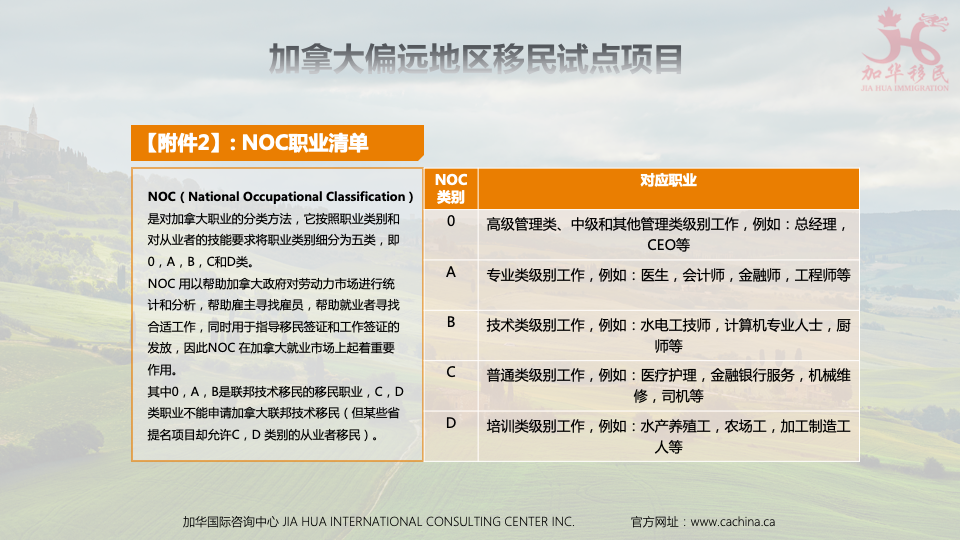 加拿大偏远地区移民试点项目
加华移民
JIA HUA IMMIGRATION
【附件2】: NOC职业清单
NOC（National Occupational Classification）
是对加拿大职业的分类方法，它按照职业类别和
对从业者的技能要求将职业类别细分为五类，即
0，A，B，C和D类。
NOC 用以帮助加拿大政府对劳动力市场进行统
计和分析，帮助雇主寻找雇员，帮助就业者寻找
合适工作，同时用于指导移民签证和工作签证的
发放，因此NOC 在加拿大就业市场上起着重要
作用。
其中0，A，B是联邦技术移民的移民职业，C，D
类职业不能申请加拿大联邦技术移民（但某些省
提名项目却允许C，D 类别的从业者移民）。
NOC
类别
对应职业
0
高级管理类、中级和其他管理类级别工作，例如：总经理，
CEO等
A
专业类级别工作，例如：医生，会计师，金融师，工程师等
B
技术类级别工作，例如：水电工技师，计算机专业人士，厨
师等
C
普通类级别工作，例如：医疗护理，金融银行服务，机械维
修，司机等
D
培训类级别工作，例如：水产养殖工，农场工，加工制造工
人等
加华国际咨询中心 JIA HUA INTERNATIONAL CONSULTING CENTER INC.
官方网址：www.cachina.ca